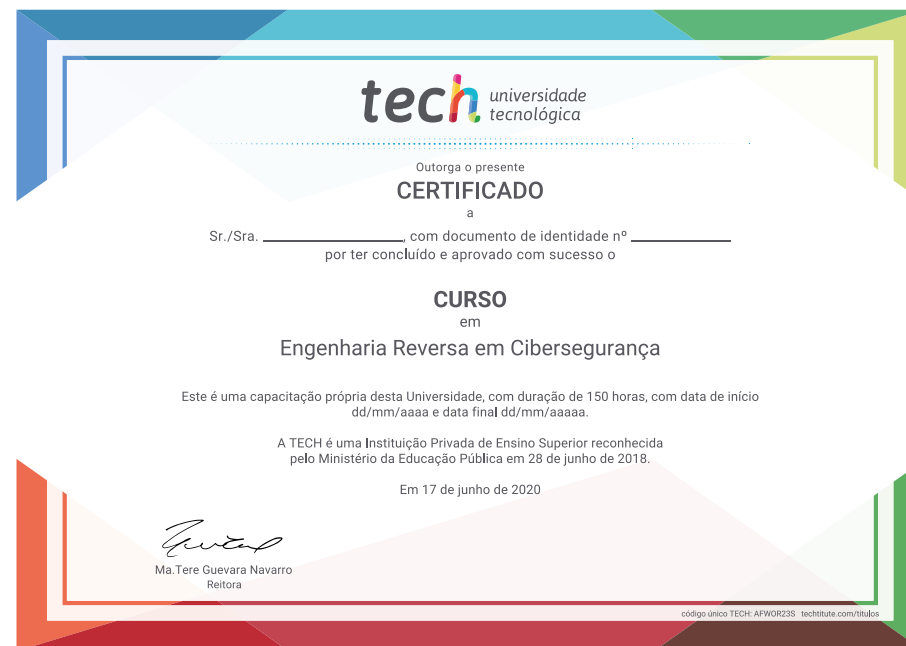 tech universidade
tecnológica
Outorga o presente
CERTIFICADO
a
Sr./Sra. ____________, com documento de identidade nº ____________
por ter concluído e aprovado com sucesso o
CURSO
em
Engenharia Reversa em Cibersegurança
Este é uma capacitação própria desta Universidade, com duração de 150 horas, com data de início
dd/mm/aaaa e data final dd/mm/aaaaa.
A TECH é uma Instituição Privada de Ensino Superior reconhecida
pelo Ministério da Educação Pública em 28 de junho de 2018.
Em 17 de junho de 2020
Ma.Tere Guevara Navarro
Reitora
código único TECH: AFWOR23S techtitute.com/titulos